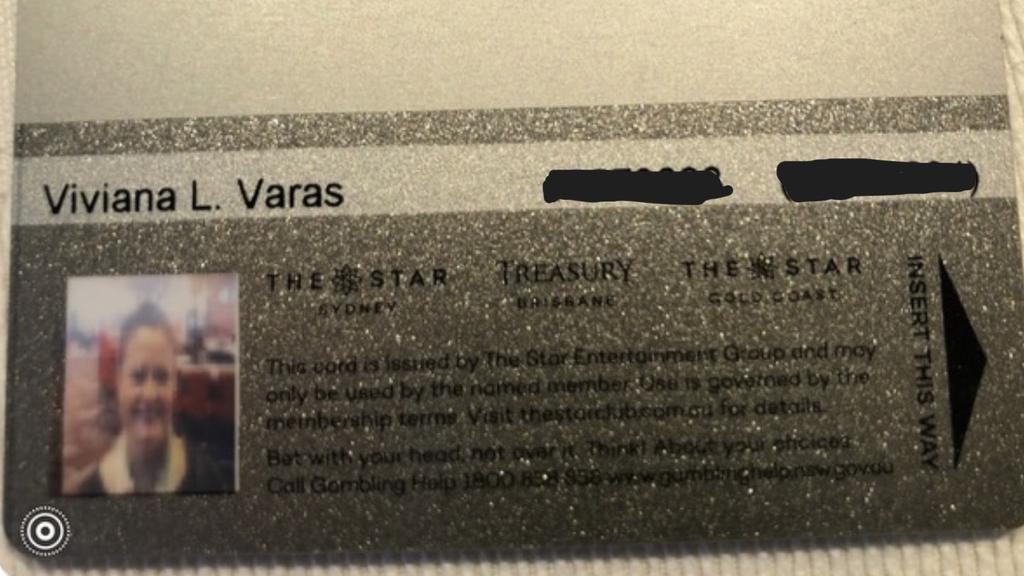 Viviana L. Varas
THE STAR
SYDNEY
TREASURY
BRISBANE
THE STAR
GOLD COAST
This card is issued by The Star Entertainment Group and may
only be used by the named member. Use is governed by the
membership terms. Visit thestarclub.com.au for details.
Bet with your head, not over it. Think! About your choices.
Call Gambling Help 1800 858 858 www.gamblinghelp.nsw.gov.au
INSERT THIS WAY